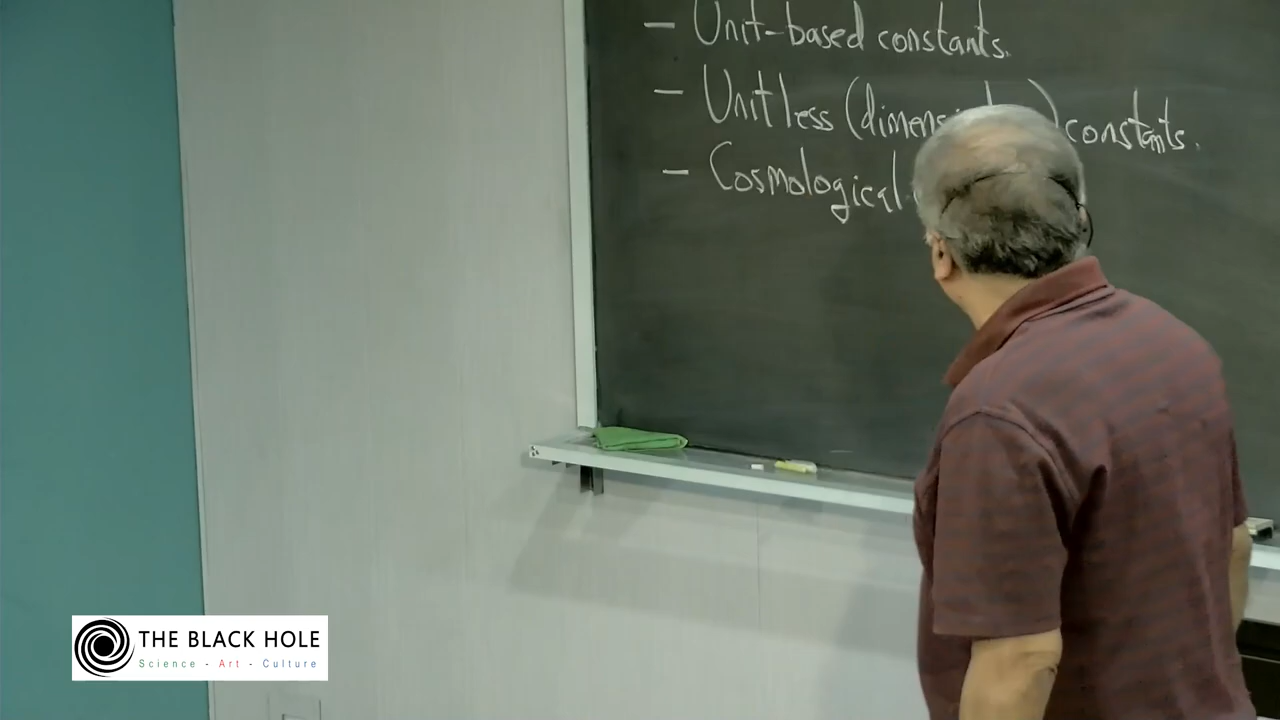 - Unit-based constants.
- Unitless (dimens ) constants.
- Cosmological
THE BLACK HOLE
Science - Art - Culture